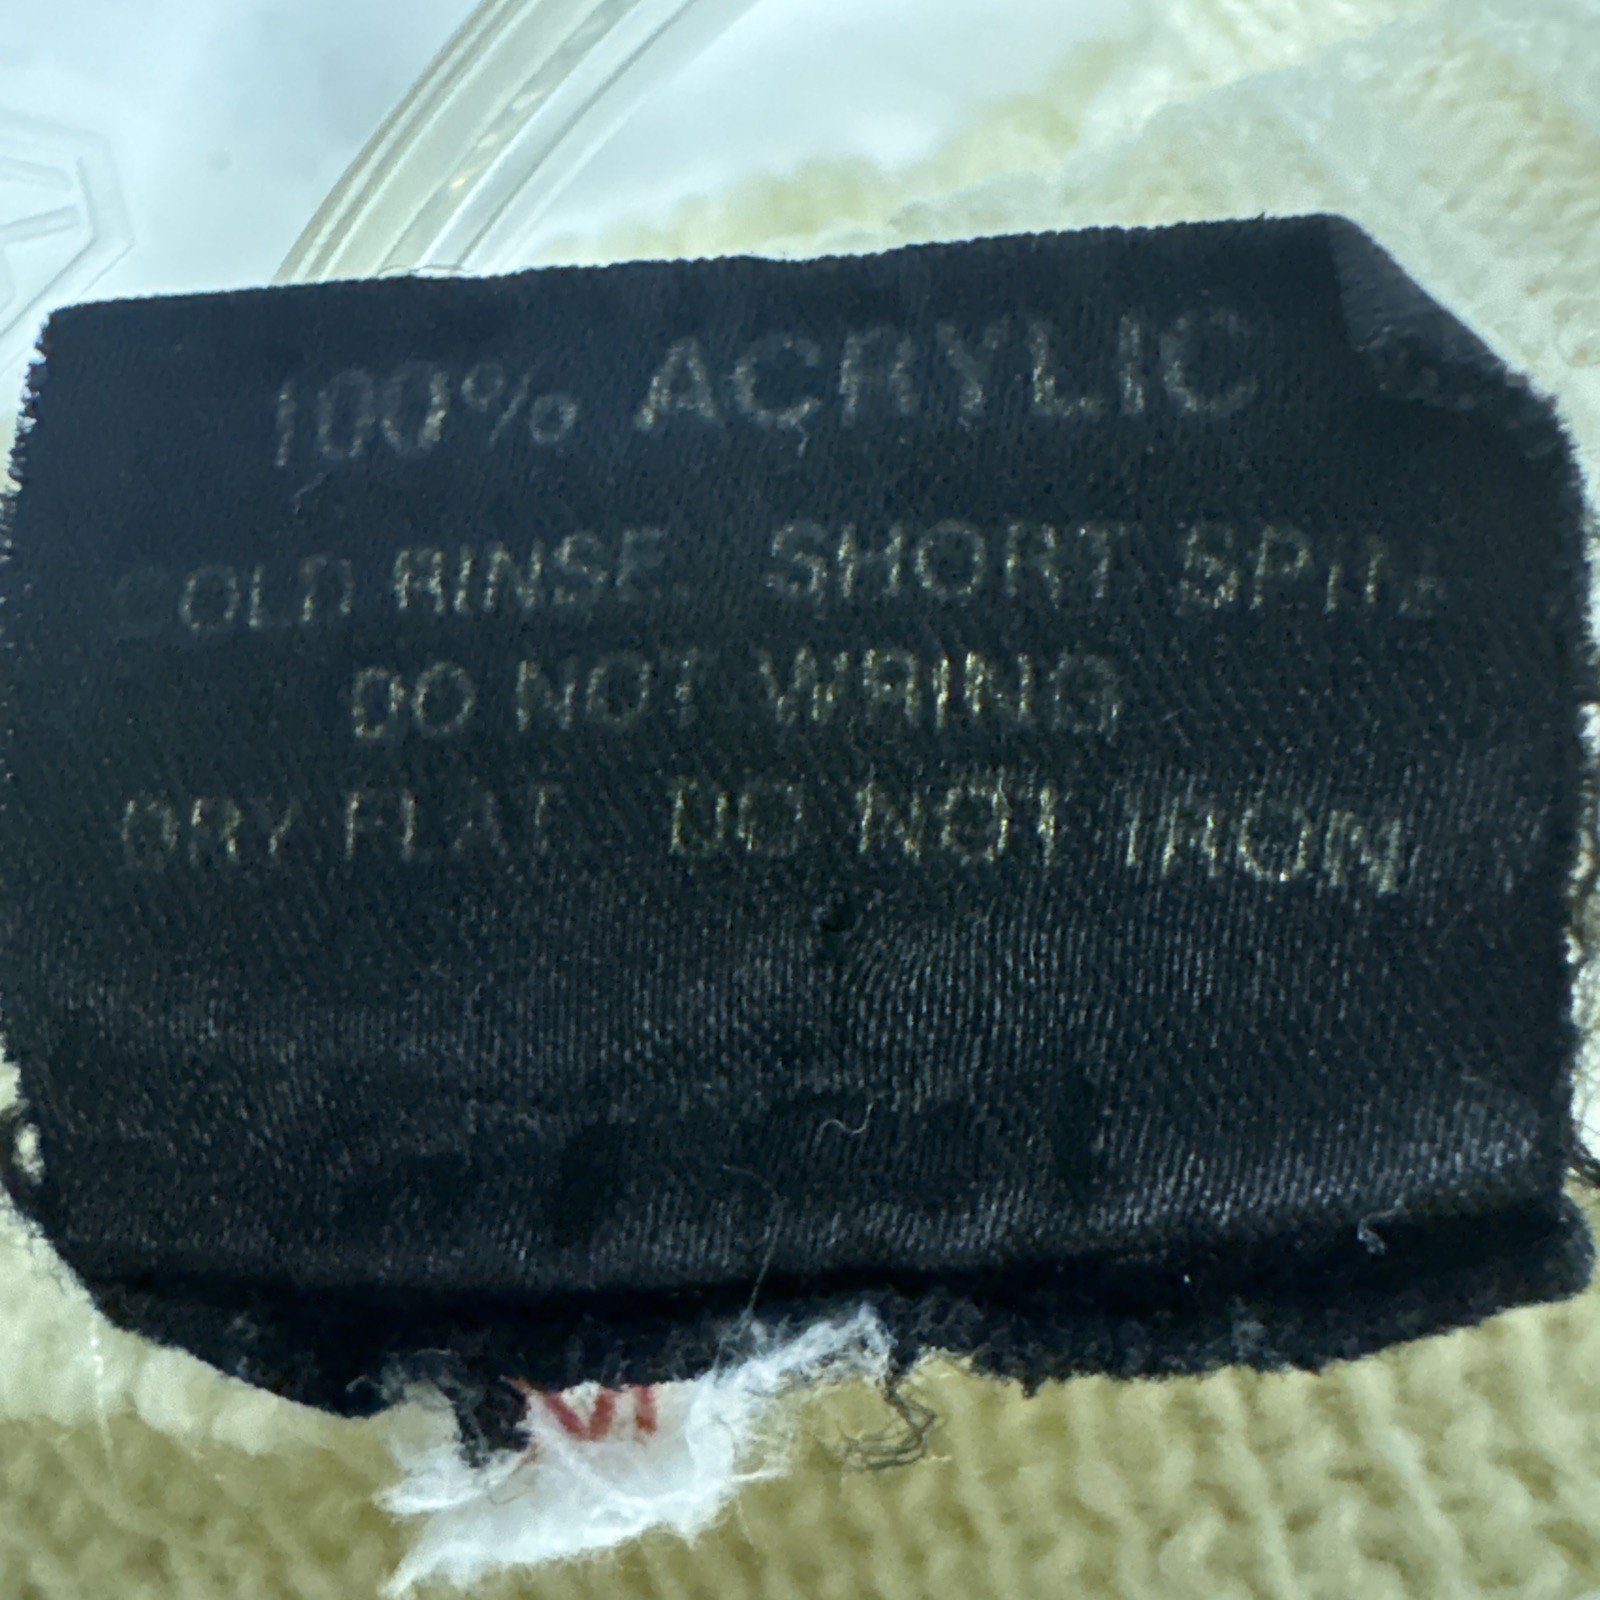 100% ACRYLIC
COLD RINSE. SHORT SPIN.
DO NOT WRING
DRY FLAT. DO NOT IRON